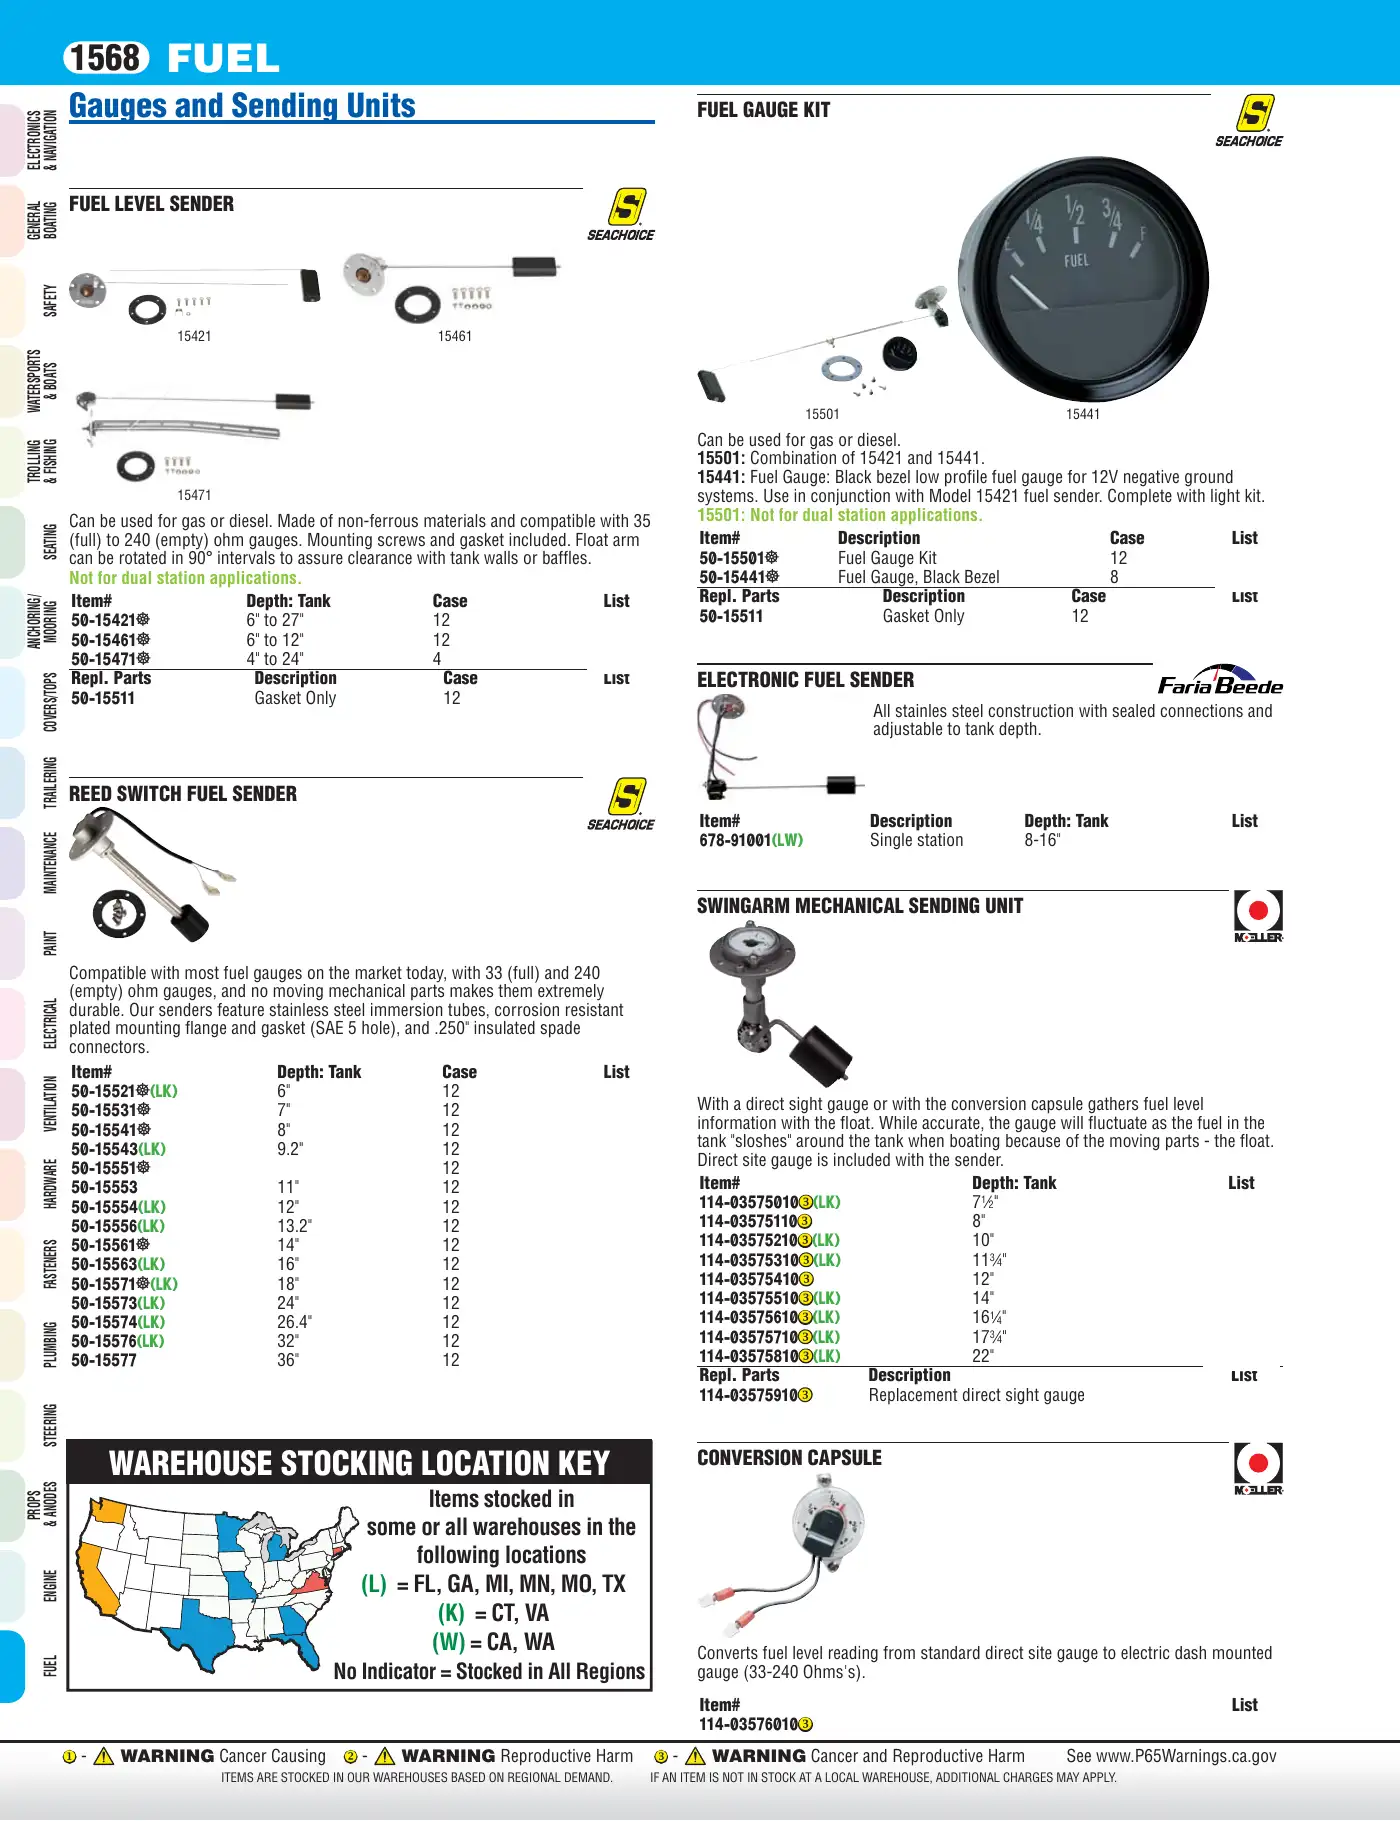 1568 FUEL
Gauges and Sending Units
ELECTRONICS
& NAVIGATION
GENERAL
BOATING
SAFETY
WATERSPORTS
& BOATS
TROLLING
& FISHING
SEATING
ANCHORING/
MOORING
COVERS/TOPS
TRAILERING
MAINTENANCE
PAINT
ELECTRICAL
VENTILATION
HARDWARE
FASTENERS
PLUMBING
STEERING
PROPS
& ANODES
ENGINE
FUEL
FUEL LEVEL SENDER
S
SEACHOICE
15421
15461
15471
Can be used for gas or diesel. Made of non-ferrous materials and compatible with 35
(full) to 240 (empty) ohm gauges. Mounting screws and gasket included. Float arm
can be rotated in 90° intervals to assure clearance with tank walls or baffles.
Not for dual station applications.
Item# Depth: Tank Case List
50-15421☸ 6" to 27" 12
50-15461☸ 6" to 12" 12
50-15471☸ 4" to 24" 4
Repl. Parts Description Case List
50-15511 Gasket Only 12
REED SWITCH FUEL SENDER
S
SEACHOICE
Compatible with most fuel gauges on the market today, with 33 (full) and 240
(empty) ohm gauges, and no moving mechanical parts makes them extremely
durable. Our senders feature stainless steel immersion tubes, corrosion resistant
plated mounting flange and gasket (SAE 5 hole), and .250" insulated spade
connectors.
Item# Depth: Tank Case List
50-15521☸(LK) 6" 12
50-15531☸ 7" 12
50-15541☸ 8" 12
50-15543(LK) 9.2" 12
50-15551☸ 12
50-15553 11" 12
50-15554(LK) 12" 12
50-15556(LK) 13.2" 12
50-15561☸ 14" 12
50-15563(LK) 16" 12
50-15571☸(LK) 18" 12
50-15573(LK) 24" 12
50-15574(LK) 26.4" 12
50-15576(LK) 32" 12
50-15577 36" 12
WAREHOUSE STOCKING LOCATION KEY
Items stocked in
some or all warehouses in the
following locations
(L) = FL, GA, MI, MN, MO, TX
(K) = CT, VA
(W) = CA, WA
No Indicator = Stocked in All Regions
FUEL GAUGE KIT
S
SEACHOICE
E 1/4 1/2 3/4 F
FUEL
15501
15441
Can be used for gas or diesel.
15501: Combination of 15421 and 15441.
15441: Fuel Gauge: Black bezel low profile fuel gauge for 12V negative ground
systems. Use in conjunction with Model 15421 fuel sender. Complete with light kit.
15501: Not for dual station applications.
Item# Description Case List
50-15501☸ Fuel Gauge Kit 12
50-15441☸ Fuel Gauge, Black Bezel 8
Repl. Parts Description Case List
50-15511 Gasket Only 12
ELECTRONIC FUEL SENDER
Faria Beede
All stainles steel construction with sealed connections and
adjustable to tank depth.
Item# Description Depth: Tank List
678-91001(LW) Single station 8-16"
SWINGARM MECHANICAL SENDING UNIT
MOELLER
With a direct sight gauge or with the conversion capsule gathers fuel level
information with the float. While accurate, the gauge will fluctuate as the fuel in the
tank "sloshes" around the tank when boating because of the moving parts - the float.
Direct site gauge is included with the sender.
Item# Depth: Tank List
114-03575010③(LK) 7½"
114-03575110③ 8"
114-03575210③(LK) 10"
114-03575310③(LK) 11¾"
114-03575410③ 12"
114-03575510③(LK) 14"
114-03575610③(LK) 16¼"
114-03575710③(LK) 17¾"
114-03575810③(LK) 22"
Repl. Parts Description List
114-03575910③ Replacement direct sight gauge
CONVERSION CAPSULE
MOELLER
Converts fuel level reading from standard direct site gauge to electric dash mounted
gauge (33-240 Ohms's).
Item# List
114-03576010③
① - ⚠ WARNING Cancer Causing ② - ⚠ WARNING Reproductive Harm ③ - ⚠ WARNING Cancer and Reproductive Harm See www.P65Warnings.ca.gov
ITEMS ARE STOCKED IN OUR WAREHOUSES BASED ON REGIONAL DEMAND. IF AN ITEM IS NOT IN STOCK AT A LOCAL WAREHOUSE, ADDITIONAL CHARGES MAY APPLY.